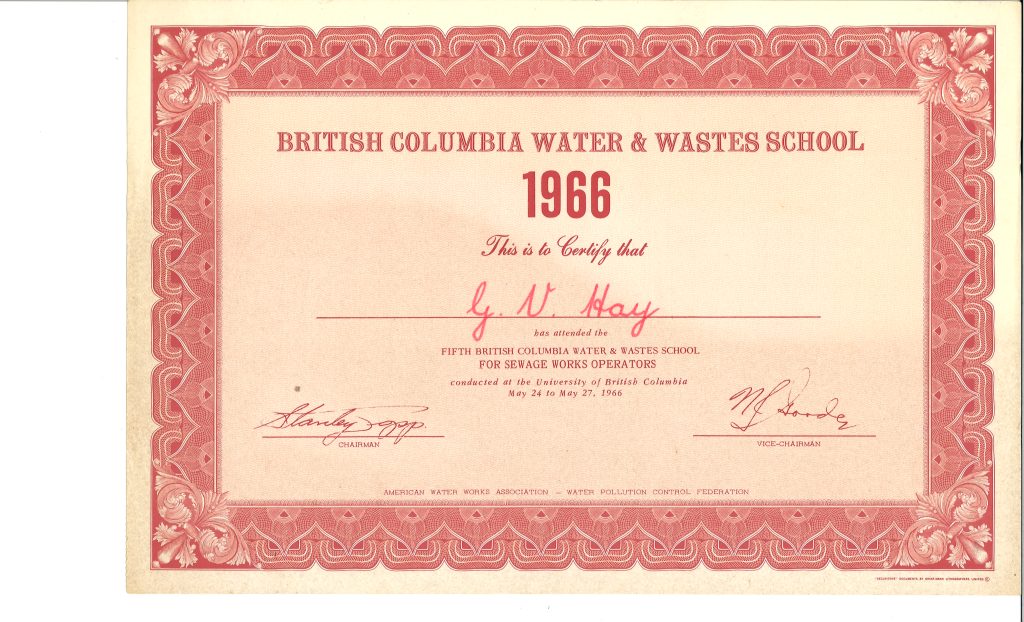 BRITISH COLUMBIA WATER & WASTES SCHOOL
1966
This is to Certify that
G. V. Hay
has attended the
FIFTH BRITISH COLUMBIA WATER & WASTES SCHOOL
FOR SEWAGE WORKS OPERATORS
conducted at the University of British Columbia
May 24 to May 27, 1966
Stanley
CHAIRMAN
VICE-CHAIRMAN
AMERICAN WATER WORKS ASSOCIATION — WATER POLLUTION CONTROL FEDERATION